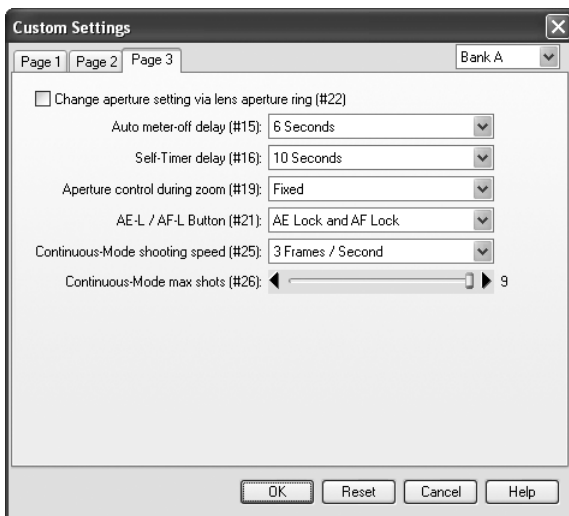 Custom Settings
Page 1 Page 2 Page 3 Bank A
Change aperture setting via lens aperture ring (#22)
Auto meter-off delay (#15): 6 Seconds
Self-Timer delay (#16): 10 Seconds
Aperture control during zoom (#19): Fixed
AE-L / AF-L Button (#21): AE Lock and AF Lock
Continuous-Mode shooting speed (#25): 3 Frames / Second
Continuous-Mode max shots (#26): 9
OK Reset Cancel Help